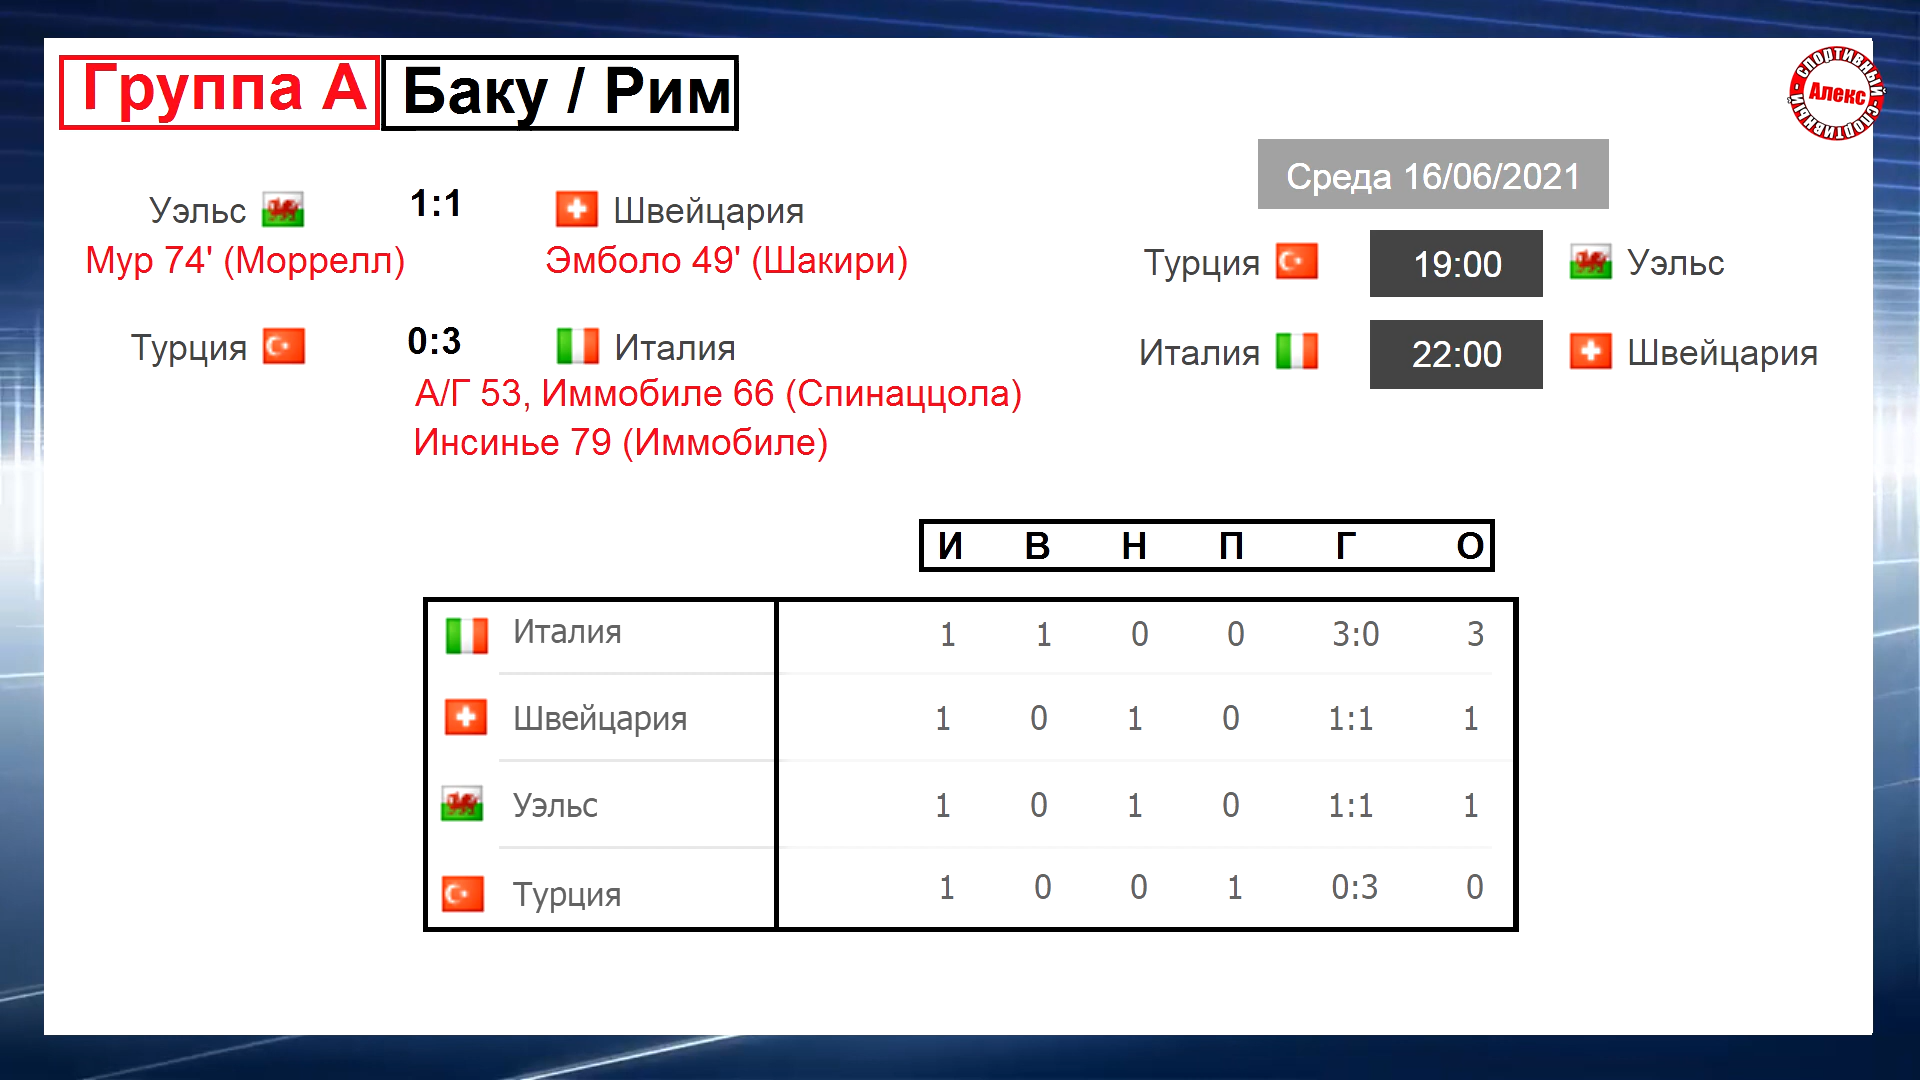 Группа А
Баку / Рим
СПОРТИВНЫЙ
Алекс
СПОРТИВНЫЙ
Уэльс 1:1 Швейцария
Мур 74' (Моррелл) Эмболо 49' (Шакири)
Турция 0:3 Италия
А/Г 53, Иммобиле 66 (Спинаццола)
Инсинье 79 (Иммобиле)
Среда 16/06/2021
Турция 19:00 Уэльс
Италия 22:00 Швейцария
И В Н П Г О
Италия 1 1 0 0 3:0 3
Швейцария 1 0 1 0 1:1 1
Уэльс 1 0 1 0 1:1 1
Турция 1 0 0 1 0:3 0